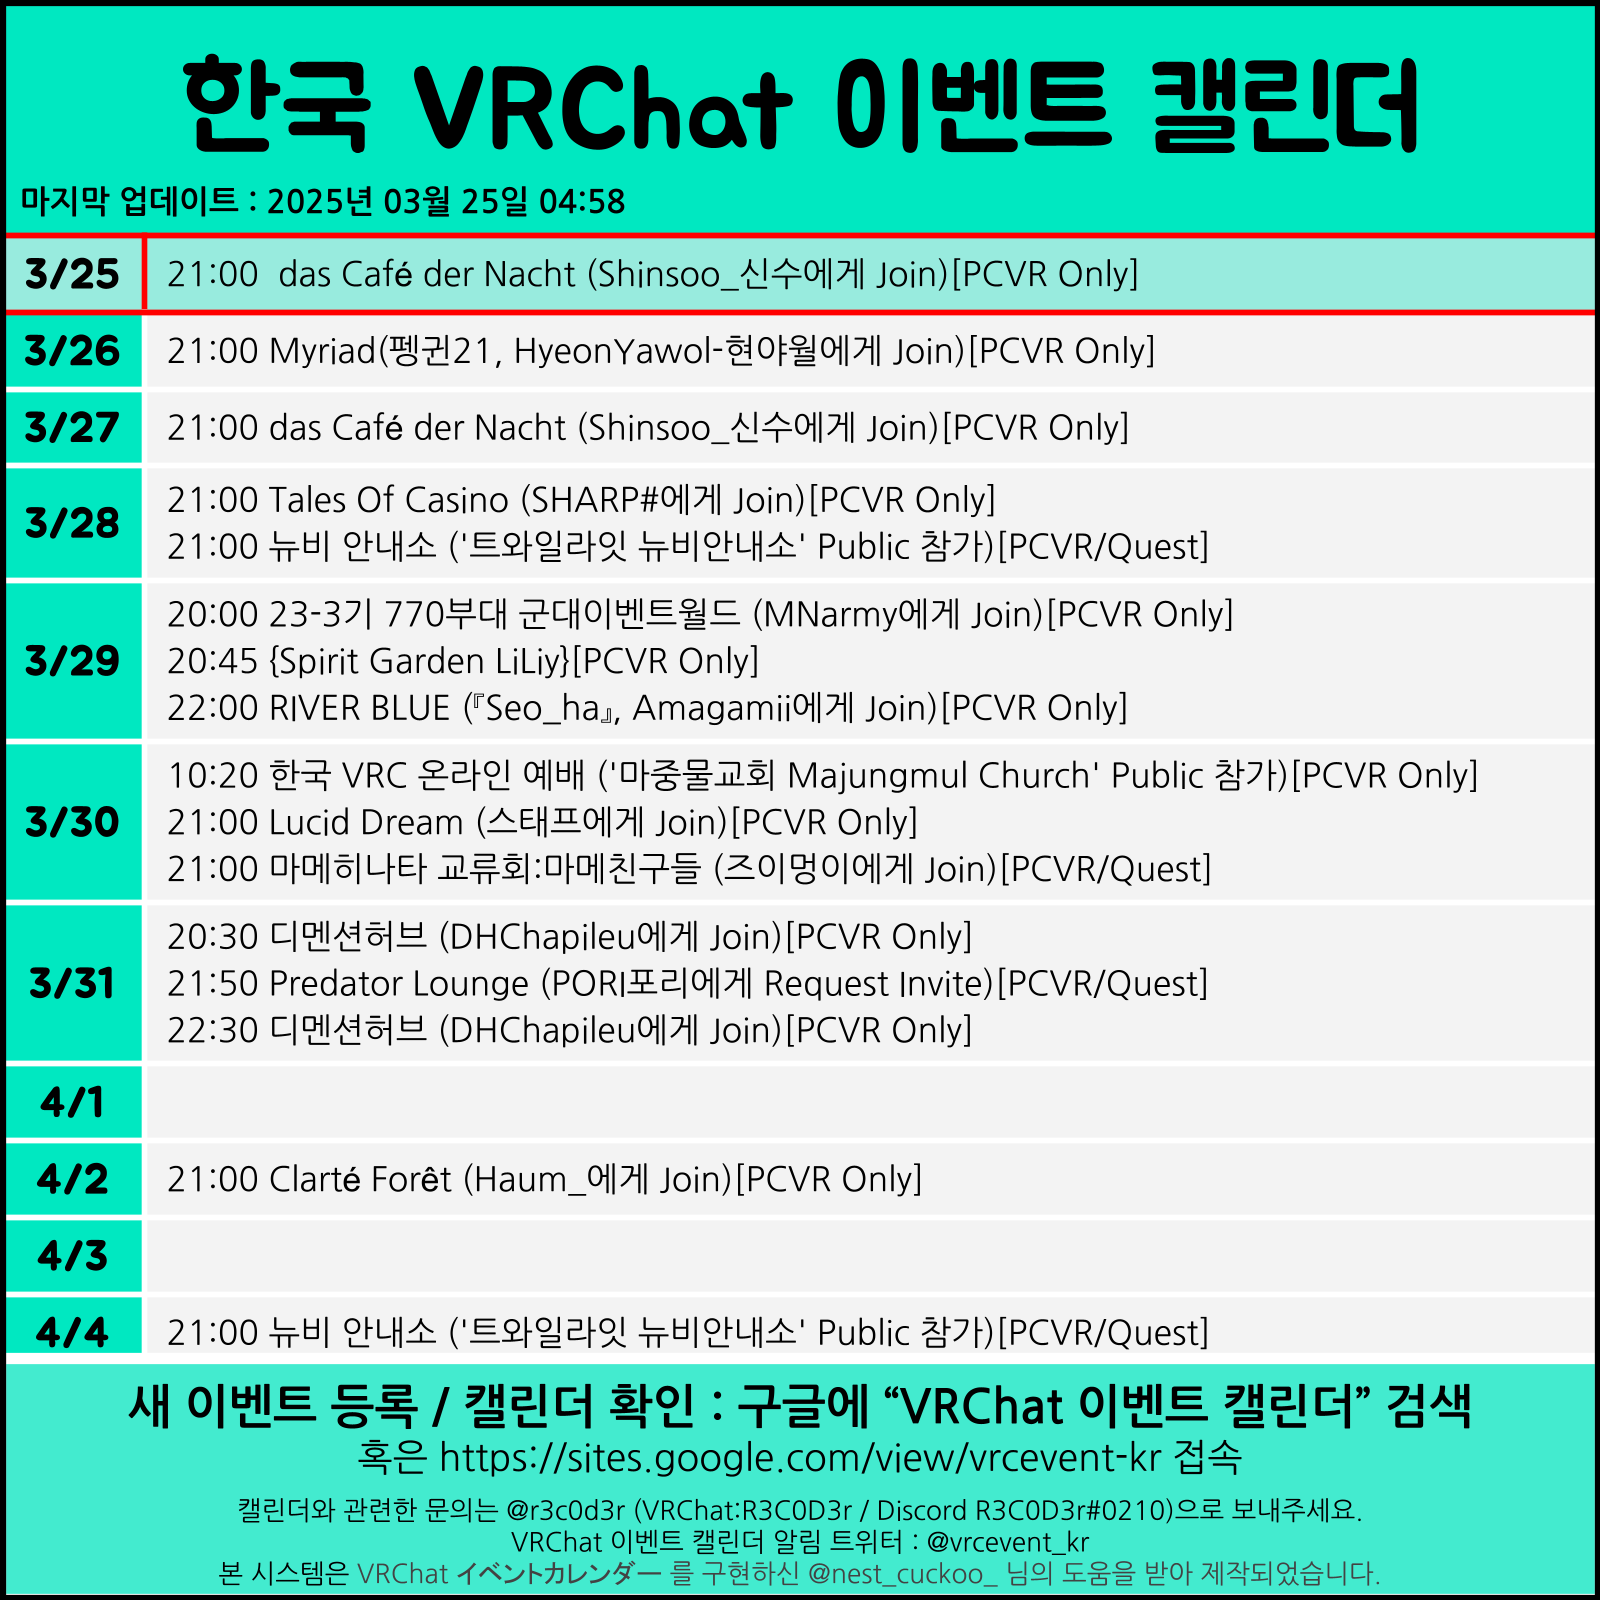 한국 VRChat 이벤트 캘린더
마지막 업데이트 : 2025년 03월 25일 04:58
3/25
21:00 das Café der Nacht (Shinsoo_신수에게 Join)[PCVR Only]
3/26
21:00 Myriad(펭귄21, HyeonYawol-현야월에게 Join)[PCVR Only]
3/27
21:00 das Café der Nacht (Shinsoo_신수에게 Join)[PCVR Only]
3/28
21:00 Tales Of Casino (SHARP#에게 Join)[PCVR Only]
21:00 뉴비 안내소 ('트와일라잇 뉴비안내소' Public 참가)[PCVR/Quest]
3/29
20:00 23-3기 770부대 군대이벤트월드 (MNarmy에게 Join)[PCVR Only]
20:45 {Spirit Garden LiLiy}[PCVR Only]
22:00 RIVER BLUE (『Seo_ha』, Amagamii에게 Join)[PCVR Only]
3/30
10:20 한국 VRC 온라인 예배 ('마중물교회 Majungmul Church' Public 참가)[PCVR Only]
21:00 Lucid Dream (스태프에게 Join)[PCVR Only]
21:00 마메히나타 교류회:마메친구들 (즈이멍이에게 Join)[PCVR/Quest]
3/31
20:30 디멘션허브 (DHChapileu에게 Join)[PCVR Only]
21:50 Predator Lounge (PORI포리에게 Request Invite)[PCVR/Quest]
22:30 디멘션허브 (DHChapileu에게 Join)[PCVR Only]
4/1
4/2
21:00 Clarté Forêt (Haum_에게 Join)[PCVR Only]
4/3
4/4
21:00 뉴비 안내소 ('트와일라잇 뉴비안내소' Public 참가)[PCVR/Quest]
새 이벤트 등록 / 캘린더 확인 : 구글에 “VRChat 이벤트 캘린더” 검색
혹은 https://sites.google.com/view/vrcevent-kr 접속
캘린더와 관련한 문의는 @r3c0d3r (VRChat:R3C0D3r / Discord R3C0D3r#0210)으로 보내주세요.
VRChat 이벤트 캘린더 알림 트위터 : @vrcevent_kr
본 시스템은 VRChat イベントカレンダー 를 구현하신 @nest_cuckoo_ 님의 도움을 받아 제작되었습니다.